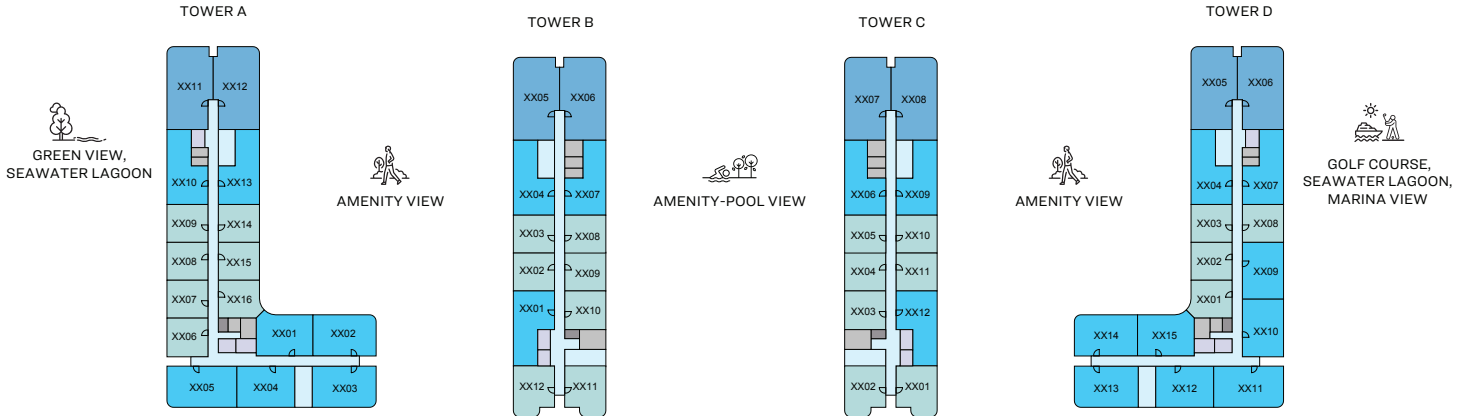 TOWER A
TOWER B
TOWER C
TOWER D
GREEN VIEW,
SEAWATER LAGOON
AMENITY VIEW
AMENITY-POOL VIEW
AMENITY VIEW
GOLF COURSE,
SEAWATER LAGOON,
MARINA VIEW
XX11 XX12
XX10 XX13
XX09 XX14
XX08 XX15
XX07 XX16
XX06 XX01 XX02
XX05 XX04 XX03
XX05 XX06
XX04 XX07
XX03 XX08
XX02 XX09
XX01 XX10
XX12 XX11
XX07 XX08
XX06 XX09
XX05 XX10
XX04 XX11
XX03 XX12
XX02 XX01
XX05 XX06
XX04 XX07
XX03 XX08
XX02 XX09
XX01
XX14 XX15 XX10
XX13 XX12 XX11